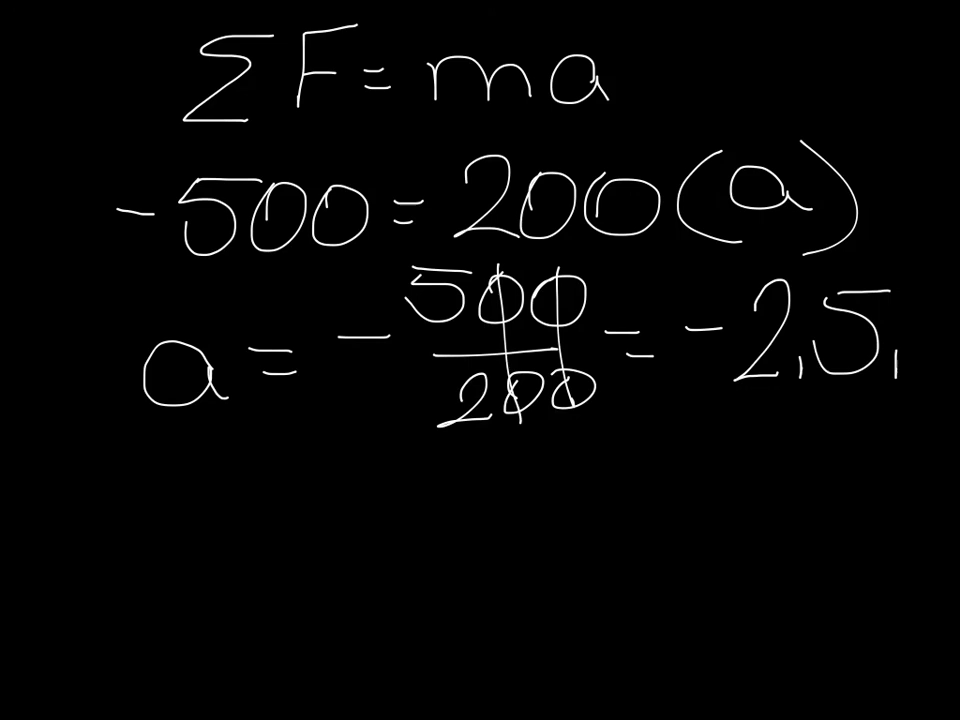 ΣF = ma
-500 = 200(a)
a = - 500/200 = -2,5,